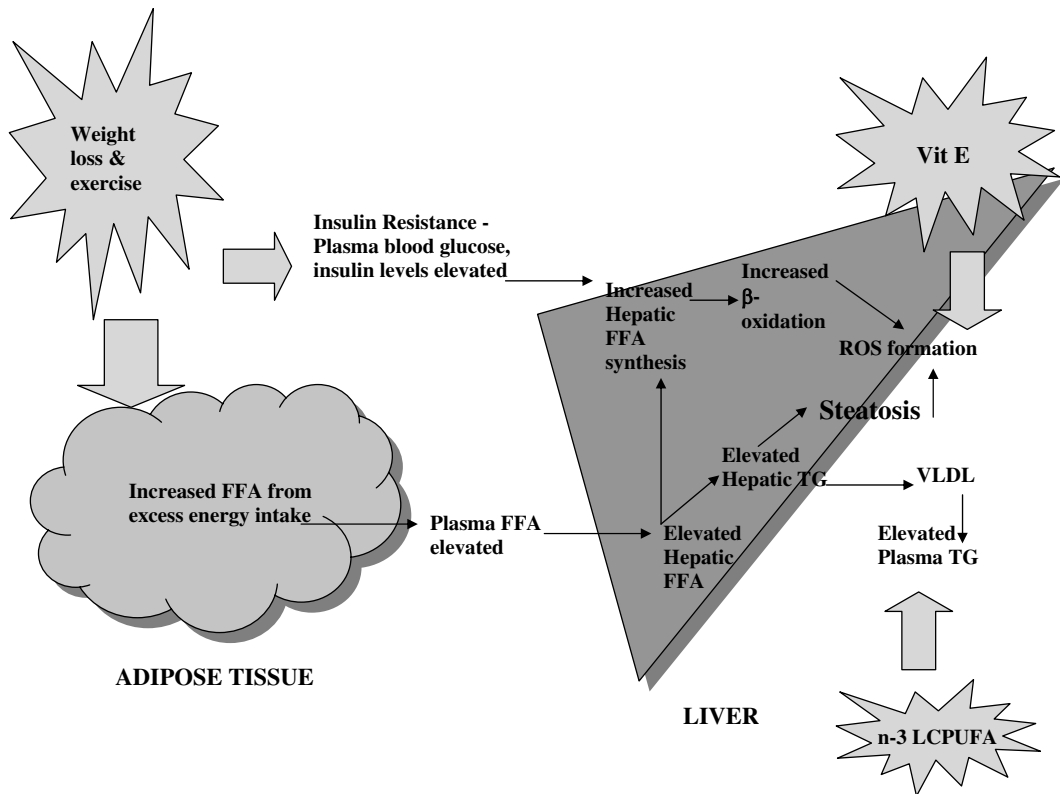 Weight
loss &
exercise
Vit E
Insulin Resistance -
Plasma blood glucose,
insulin levels elevated
Increased
Hepatic
FFA
synthesis
Increased
β-
oxidation
ROS formation
Steatosis
Elevated
Hepatic TG
VLDL
Increased FFA from
excess energy intake
Plasma FFA
elevated
Elevated
Hepatic
FFA
Elevated
Plasma TG
ADIPOSE TISSUE
LIVER
n-3 LCPUFA